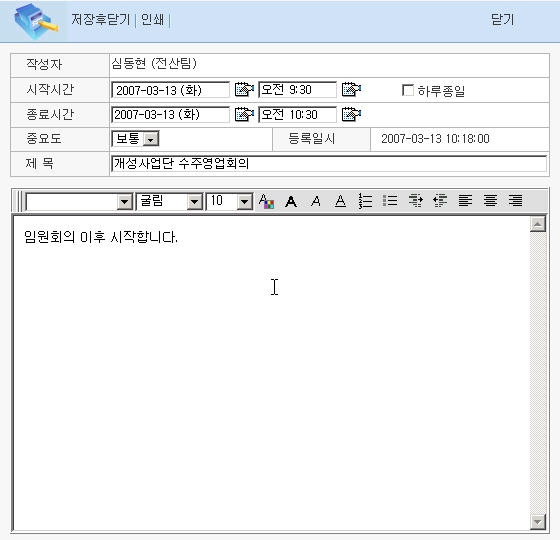 저장후닫기 | 인쇄 | 닫기
작성자 심동현 (전산팀)
시작시간 2007-03-13 (화) 오전 9:30 하루종일
종료시간 2007-03-13 (화) 오전 10:30
중요도 보통 등록일시 2007-03-13 10:18:00
제 목 개성사업단 수주영업회의
굴림 10 A A A A
임원회의 이후 시작합니다.